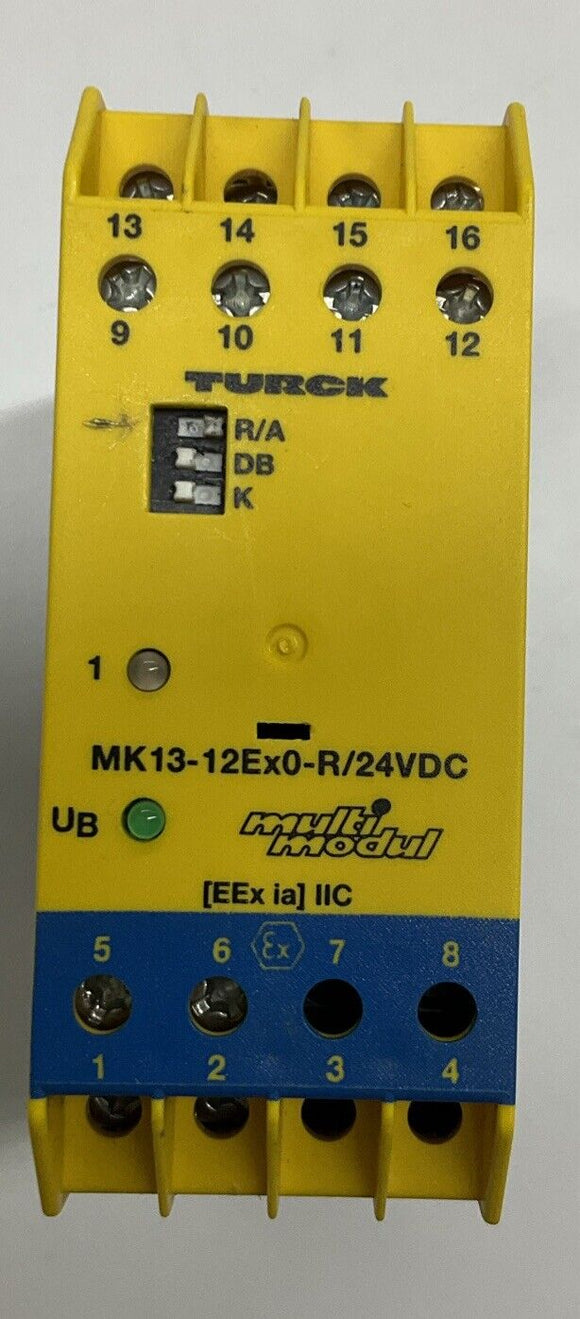 13 14 15 16
9 10 11 12
TURCK
R/A
DB
K
1
MK13-12Ex0-R/24VDC
UB
multi
modul
[EEx ia] IIC
5 6 Ex 7 8
1 2 3 4